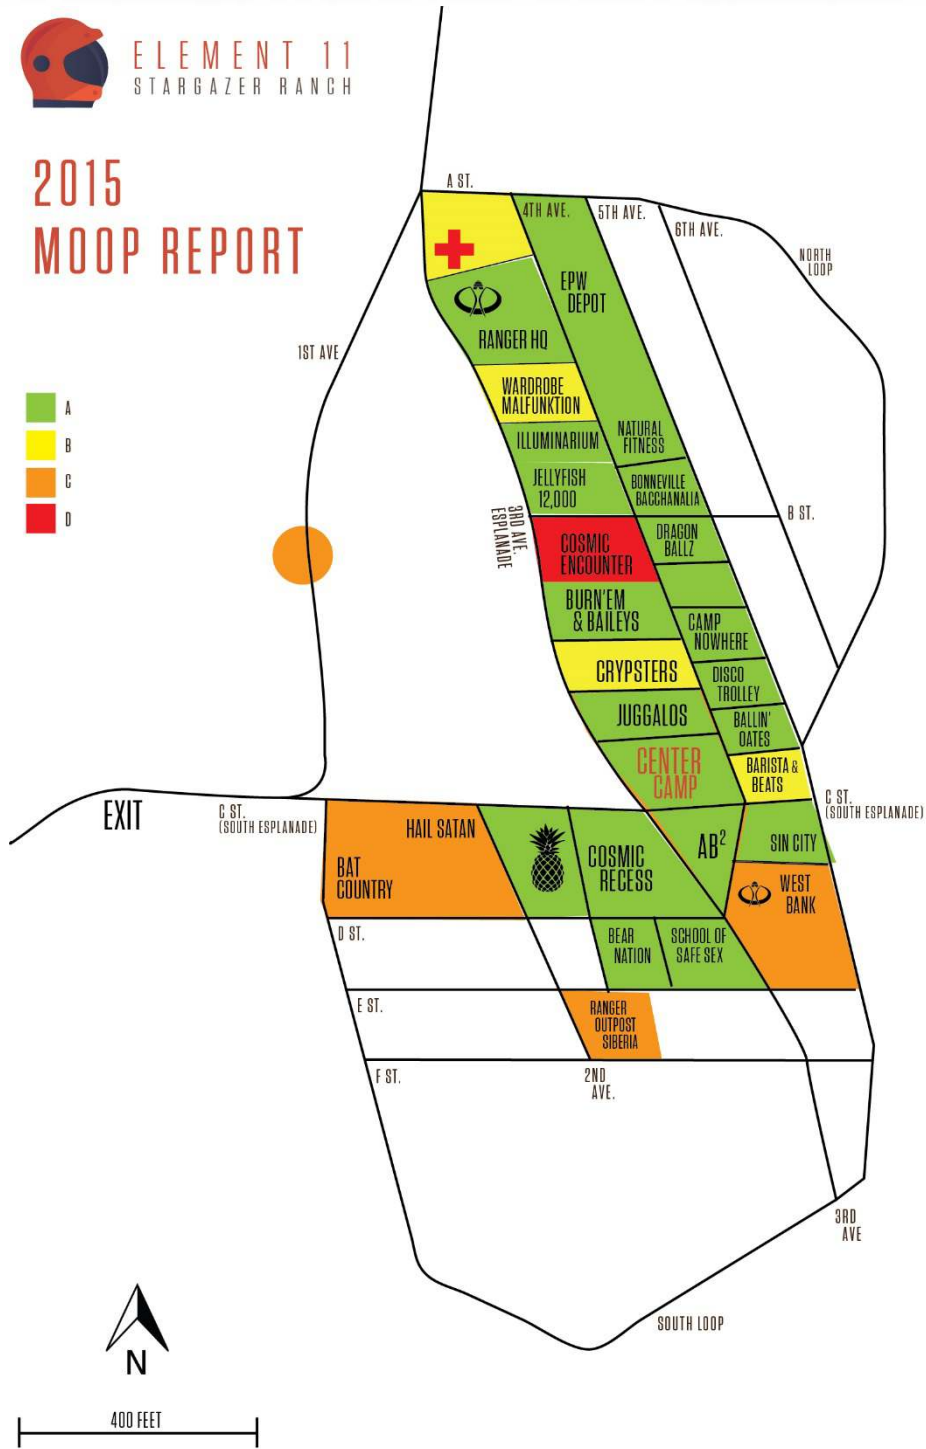 ELEMENT 11
STARGAZER RANCH
2015
MOOP REPORT
A
B
C
D
A ST.
4TH AVE.
5TH AVE.
6TH AVE.
NORTH
LOOP
1ST AVE
EPW
DEPOT
RANGER HQ
WARDROBE
MALFUNKTION
ILLUMINARIUM
NATURAL
FITNESS
JELLYFISH
12,000
BONNEVILLE
BACCHANALIA
3RD AVE.
ESPLANADE
B ST.
COSMIC
ENCOUNTER
DRAGON
BALLZ
BURN'EM
& BAILEYS
CAMP
NOWHERE
CRYPSTERS
DISCO
TROLLEY
JUGGALOS
BALLIN'
OATES
CENTER
CAMP
BARISTA &
BEATS
EXIT
C ST.
(SOUTH ESPLANADE)
C ST.
(SOUTH ESPLANADE)
HAIL SATAN
BAT
COUNTRY
COSMIC
RECESS
AB²
SIN CITY
WEST
BANK
D ST.
BEAR
NATION
SCHOOL OF
SAFE SEX
E ST.
RANGER
OUTPOST
SIBERIA
F ST.
2ND
AVE.
3RD
AVE
SOUTH LOOP
N
400 FEET